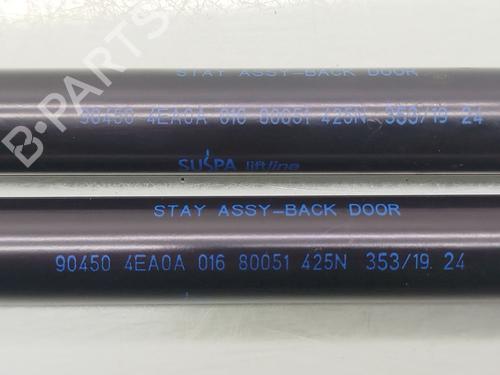 STAY ASSY-BACK DOOR
90450 4EA0A 016 80051 425N 353/19 24
SUSPA liftline
STAY ASSY-BACK DOOR
90450 4EA0A 016 80051 425N 353/19. 24